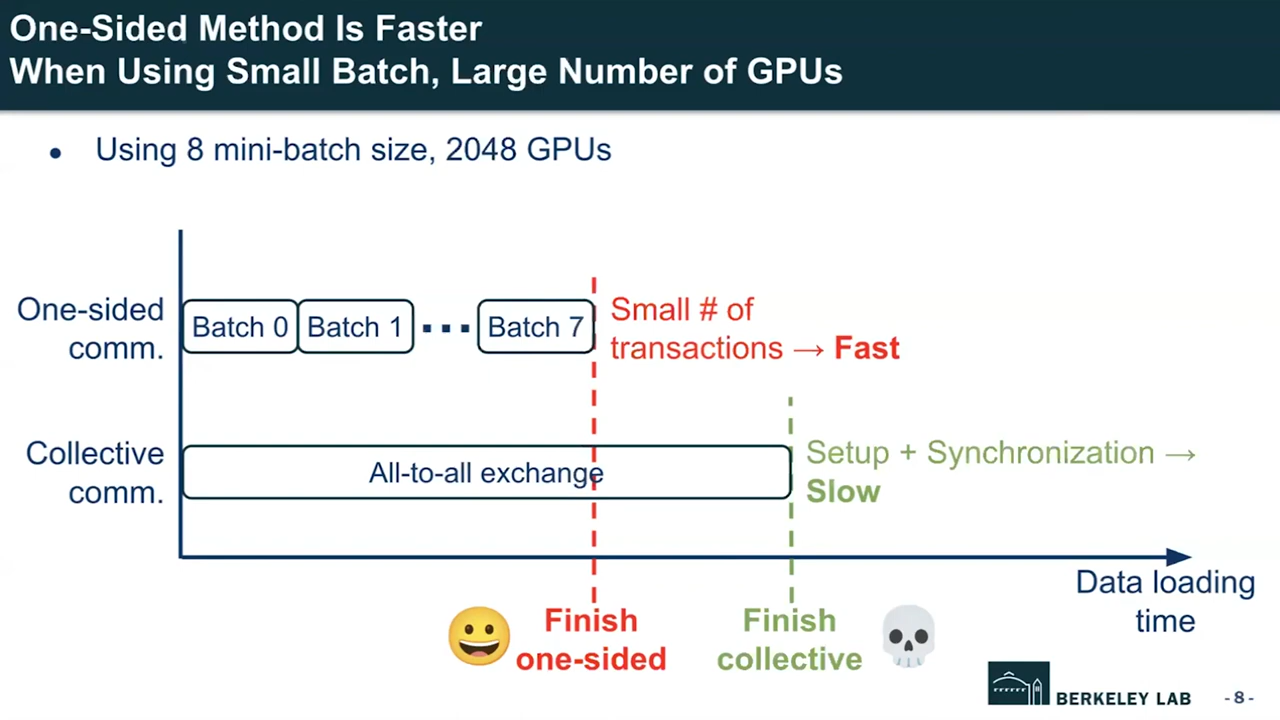 One-Sided Method Is Faster
When Using Small Batch, Large Number of GPUs
• Using 8 mini-batch size, 2048 GPUs
One-sided
comm.
Batch 0
Batch 1
Batch 7
Small # of
transactions → Fast
Collective
comm.
All-to-all exchange
Setup + Synchronization →
Slow
Data loading
time
Finish
one-sided
Finish
collective
BERKELEY LAB
- 8 -